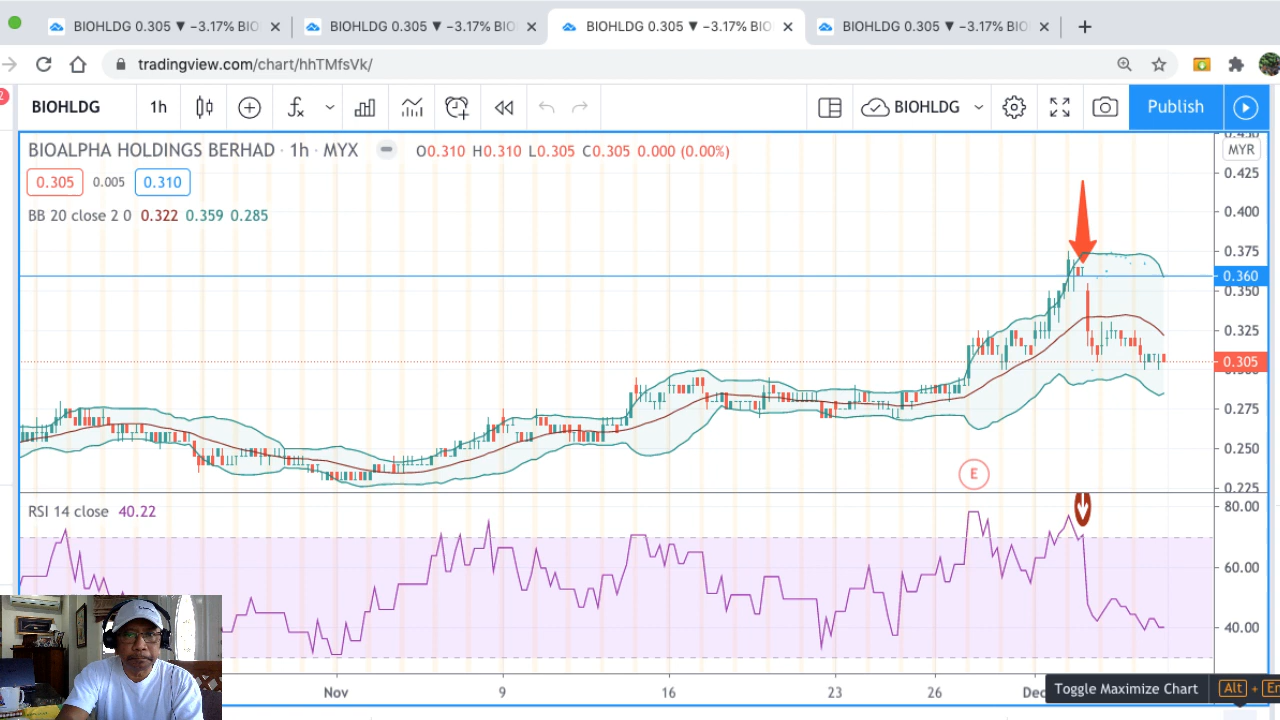 BIOHLDG 0.305 ▼ −3.17% BIO
BIOHLDG 0.305 ▼ −3.17% BIO
BIOHLDG 0.305 ▼ −3.17% BIO
BIOHLDG 0.305 ▼ −3.17% BIO
tradingview.com/chart/hhTMfsVk/
BIOHLDG 1h BIOHLDG Publish
BIOALPHA HOLDINGS BERHAD · 1h · MYX O0.310 H0.310 L0.305 C0.305 0.000 (0.00%)
MYR
0.305 0.005 0.310
BB 20 close 2 0 0.322 0.359 0.285
0.425
0.400
0.375
0.360
0.350
0.325
0.305
0.275
0.250
0.225
E
RSI 14 close 40.22
80.00
60.00
40.00
Nov 9 16 23 26 Dec
Toggle Maximize Chart Alt +